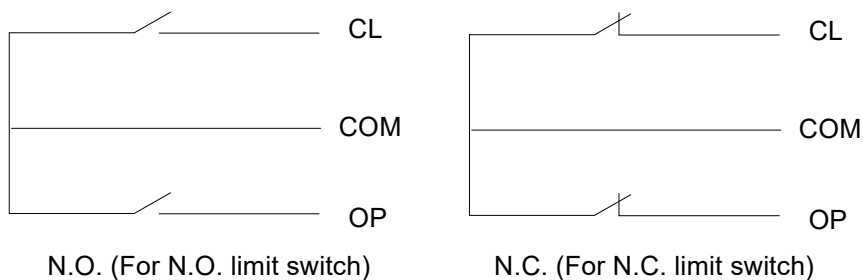 CL
CL
COM
COM
OP
OP
N.O. (For N.O. limit switch)
N.C. (For N.C. limit switch)